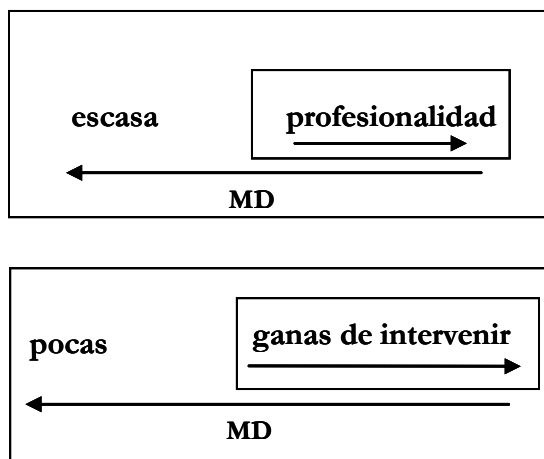 escasa profesionalidad
MD
pocas ganas de intervenir
MD